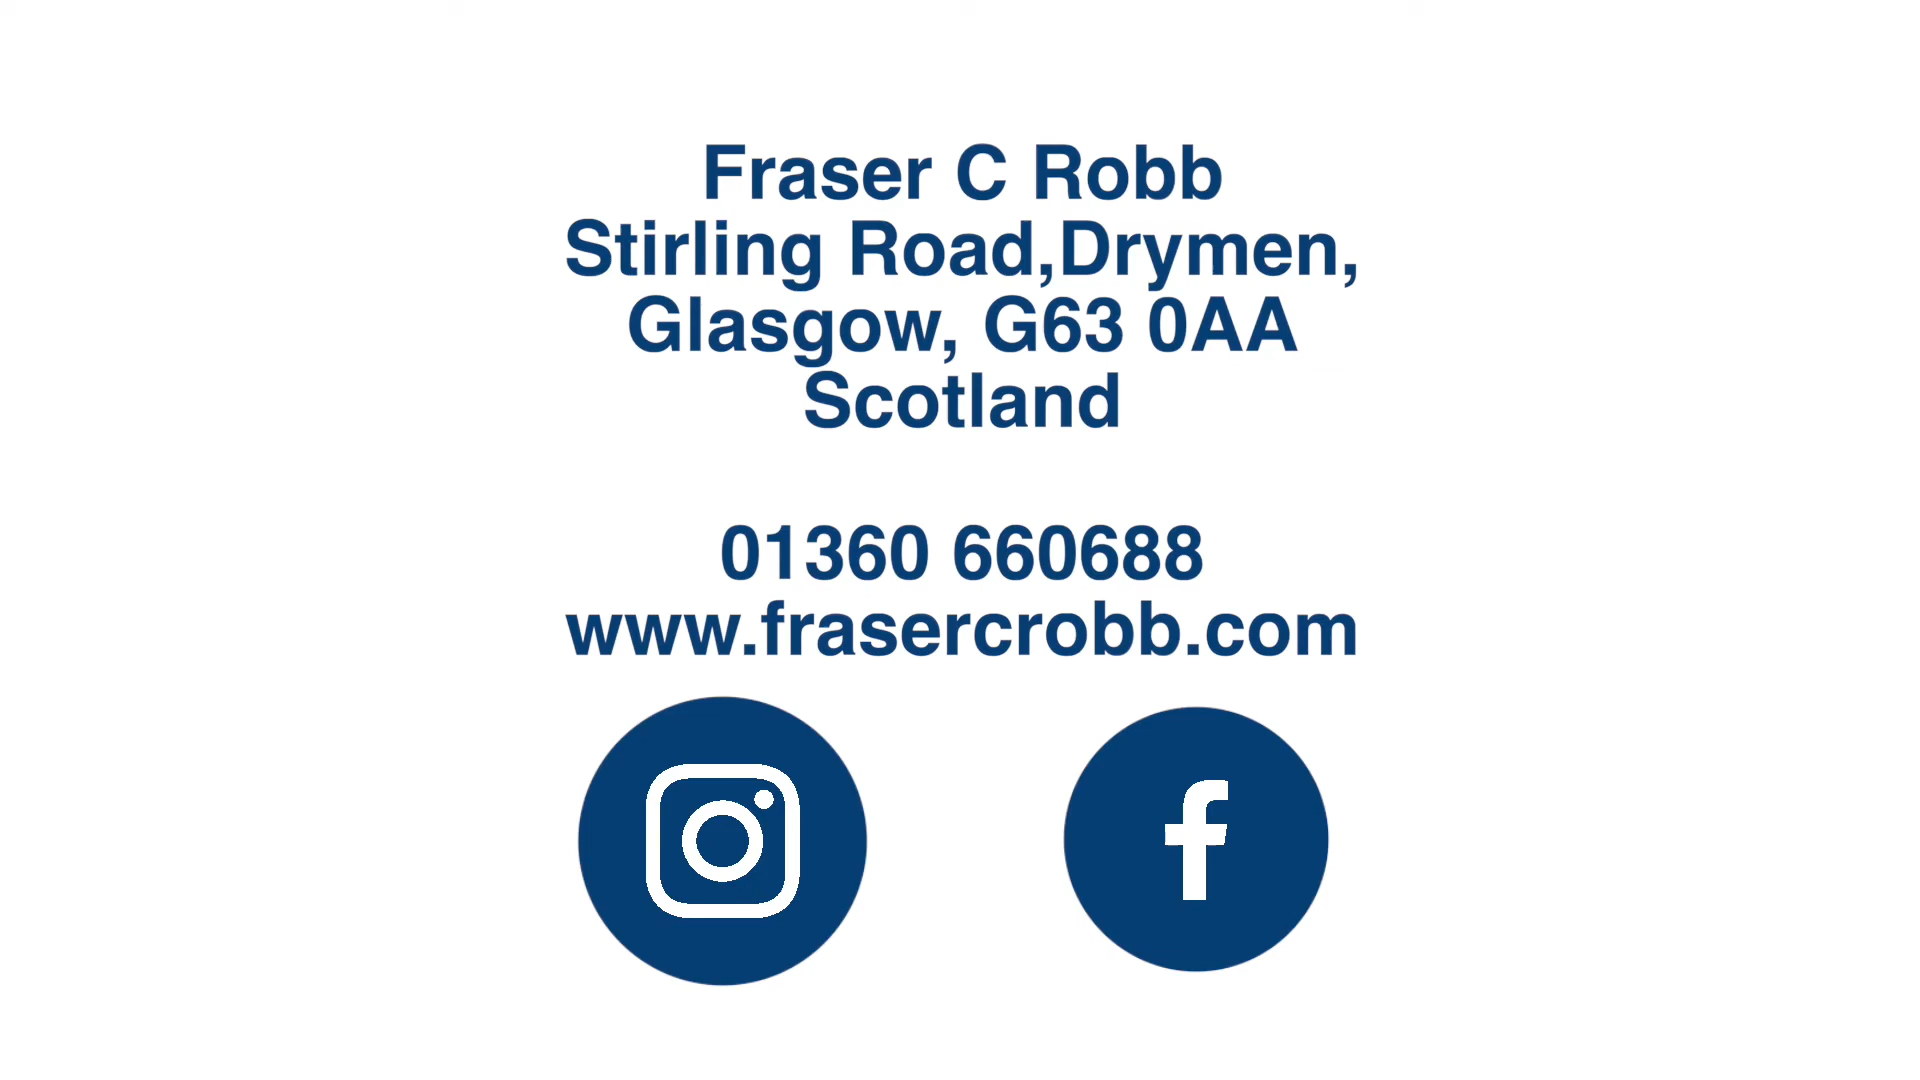 Fraser C Robb
Stirling Road,Drymen,
Glasgow, G63 0AA
Scotland
01360 660688
www.frasercrobb.com